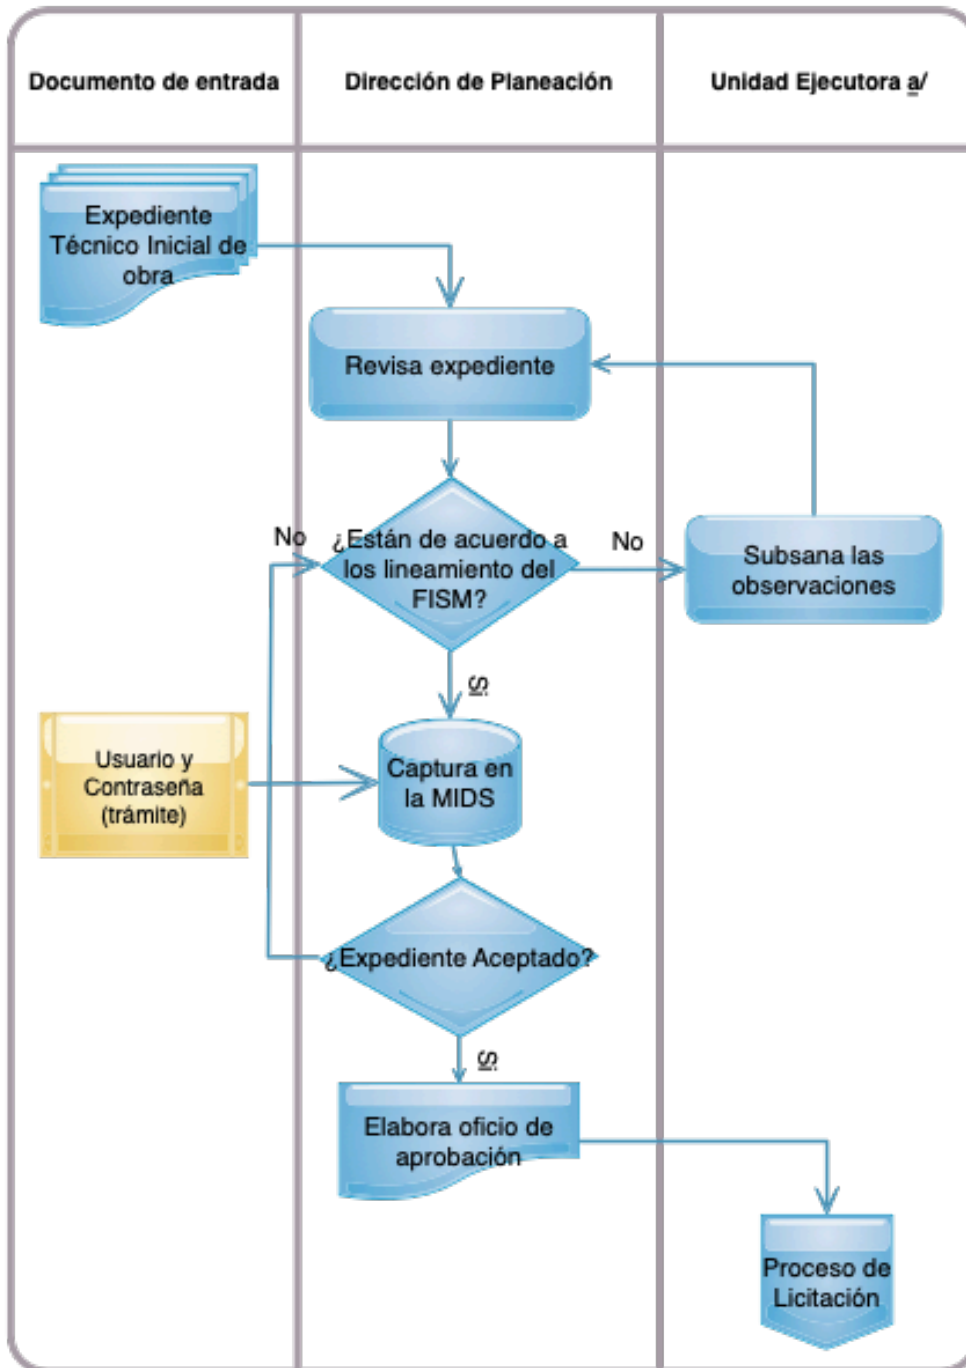 Documento de entrada
Dirección de Planeación
Unidad Ejecutora a/
Expediente
Técnico Inicial de
obra
Revisa expediente
No
¿Están de acuerdo a
los lineamiento del
FISM?
No
Subsana las
observaciones
Si
Usuario y
Contraseña
(trámite)
Captura en
la MIDS
¿Expediente Aceptado?
Si
Elabora oficio de
aprobación
Proceso de
Licitación